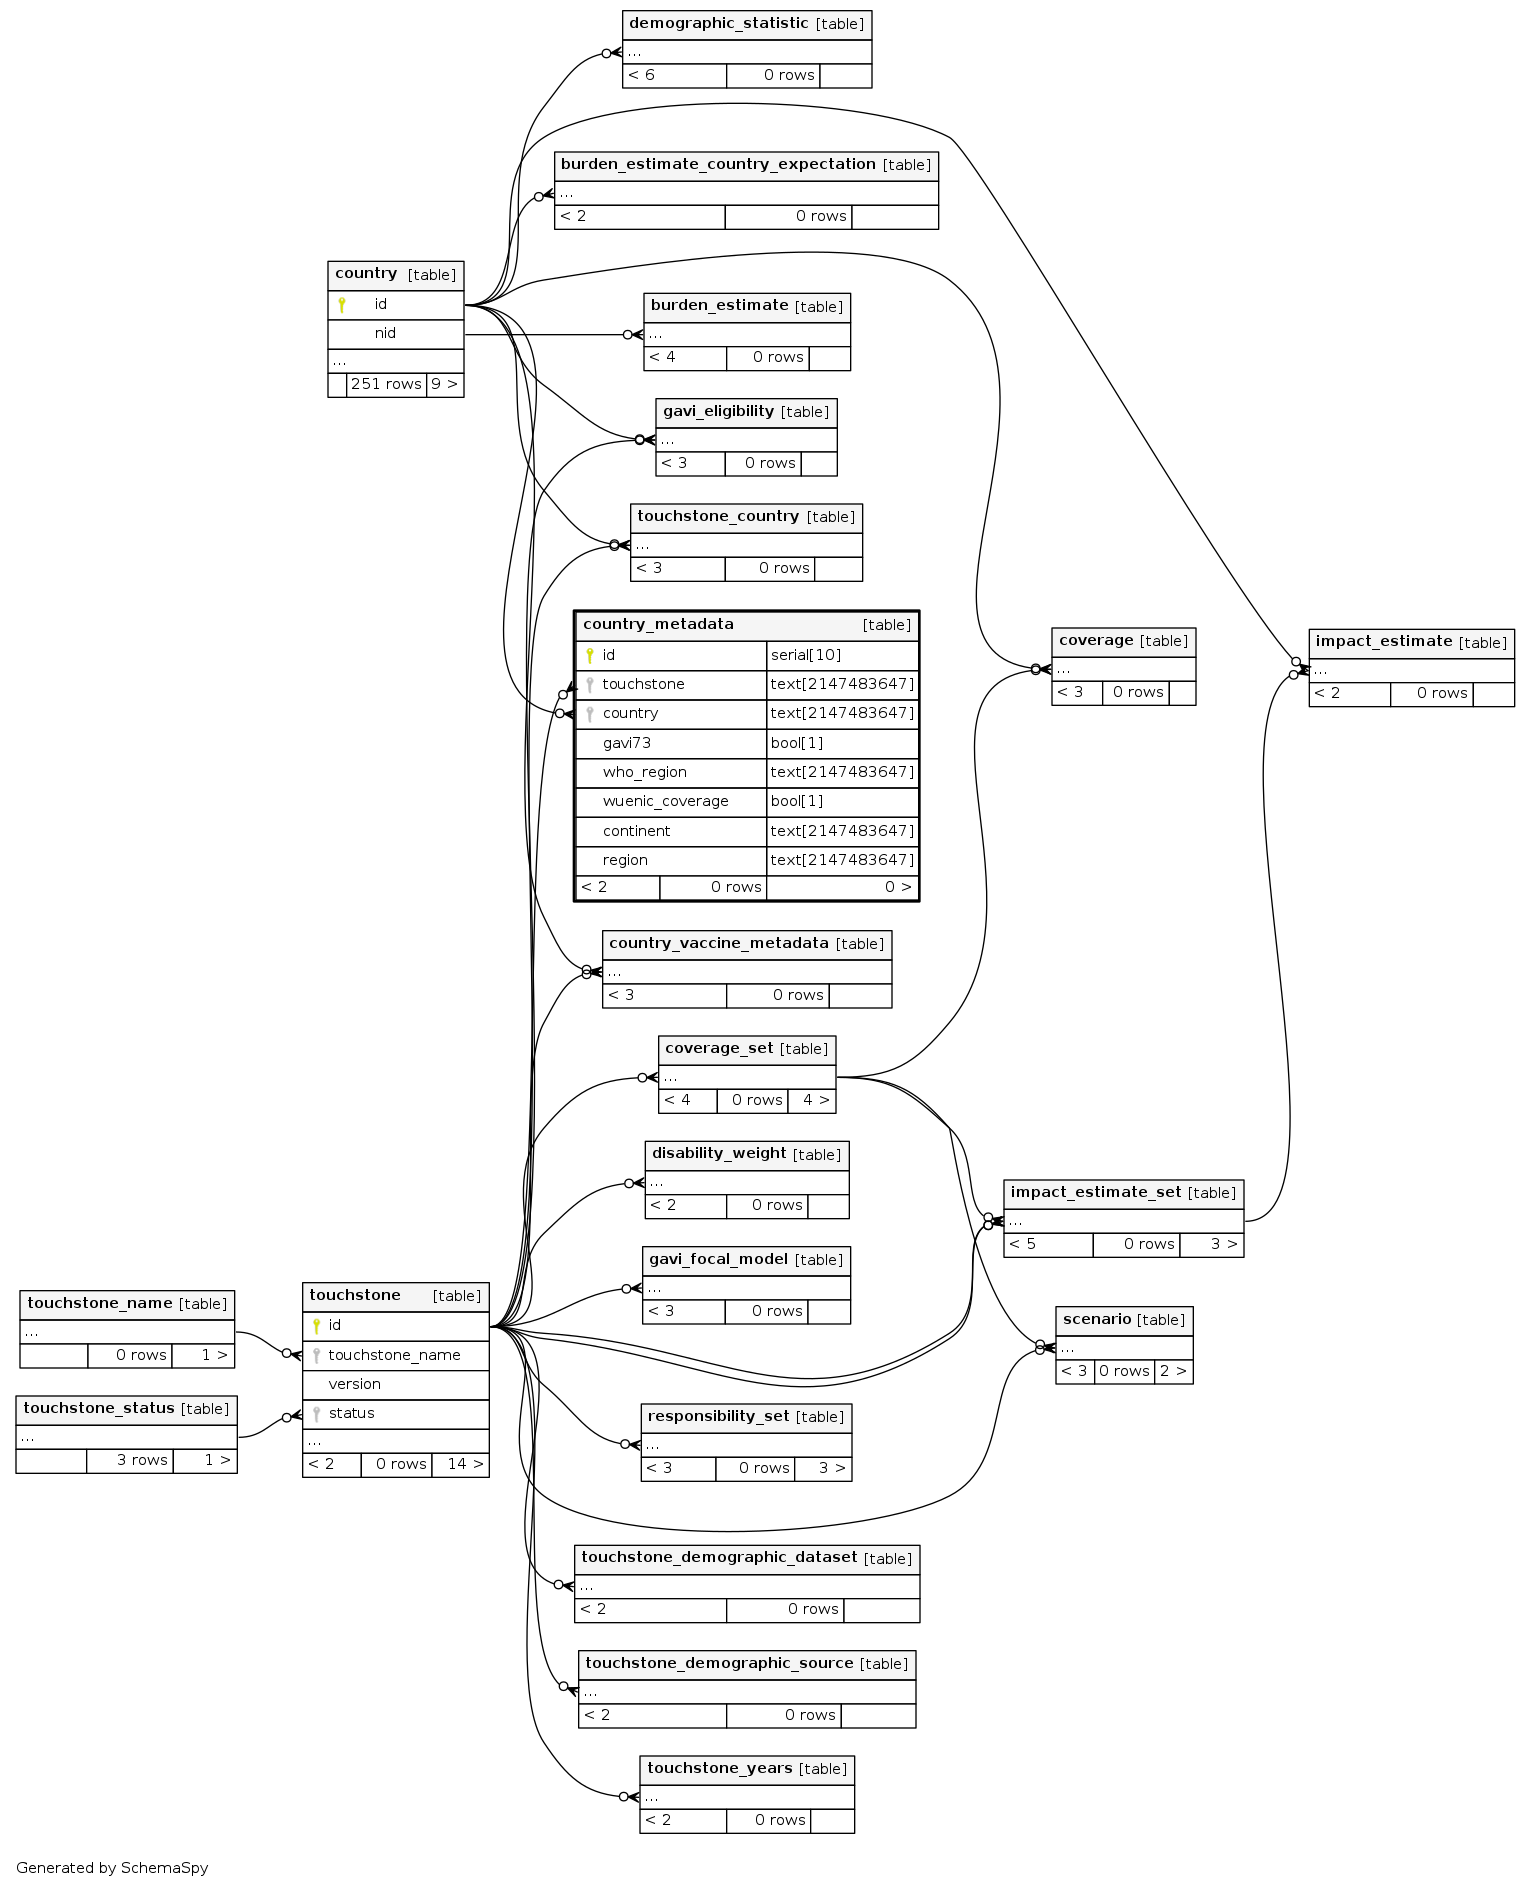 demographic_statistic [table]
...
< 6 0 rows
burden_estimate_country_expectation [table]
...
< 2 0 rows
country [table]
id
nid
...
251 rows 9 >
burden_estimate [table]
...
< 4 0 rows
gavi_eligibility [table]
...
< 3 0 rows
touchstone_country [table]
...
< 3 0 rows
country_metadata [table]
id serial[10]
touchstone text[2147483647]
country text[2147483647]
gavi73 bool[1]
who_region text[2147483647]
wuenic_coverage bool[1]
continent text[2147483647]
region text[2147483647]
< 2 0 rows 0 >
coverage [table]
...
< 3 0 rows
impact_estimate [table]
...
< 2 0 rows
country_vaccine_metadata [table]
...
< 3 0 rows
coverage_set [table]
...
< 4 0 rows 4 >
disability_weight [table]
...
< 2 0 rows
impact_estimate_set [table]
...
< 5 0 rows 3 >
gavi_focal_model [table]
...
< 3 0 rows
touchstone_name [table]
...
0 rows 1 >
touchstone [table]
id
touchstone_name
version
status
...
< 2 0 rows 14 >
scenario [table]
...
< 3 0 rows 2 >
touchstone_status [table]
...
3 rows 1 >
responsibility_set [table]
...
< 3 0 rows 3 >
touchstone_demographic_dataset [table]
...
< 2 0 rows
touchstone_demographic_source [table]
...
< 2 0 rows
touchstone_years [table]
...
< 2 0 rows
Generated by SchemaSpy